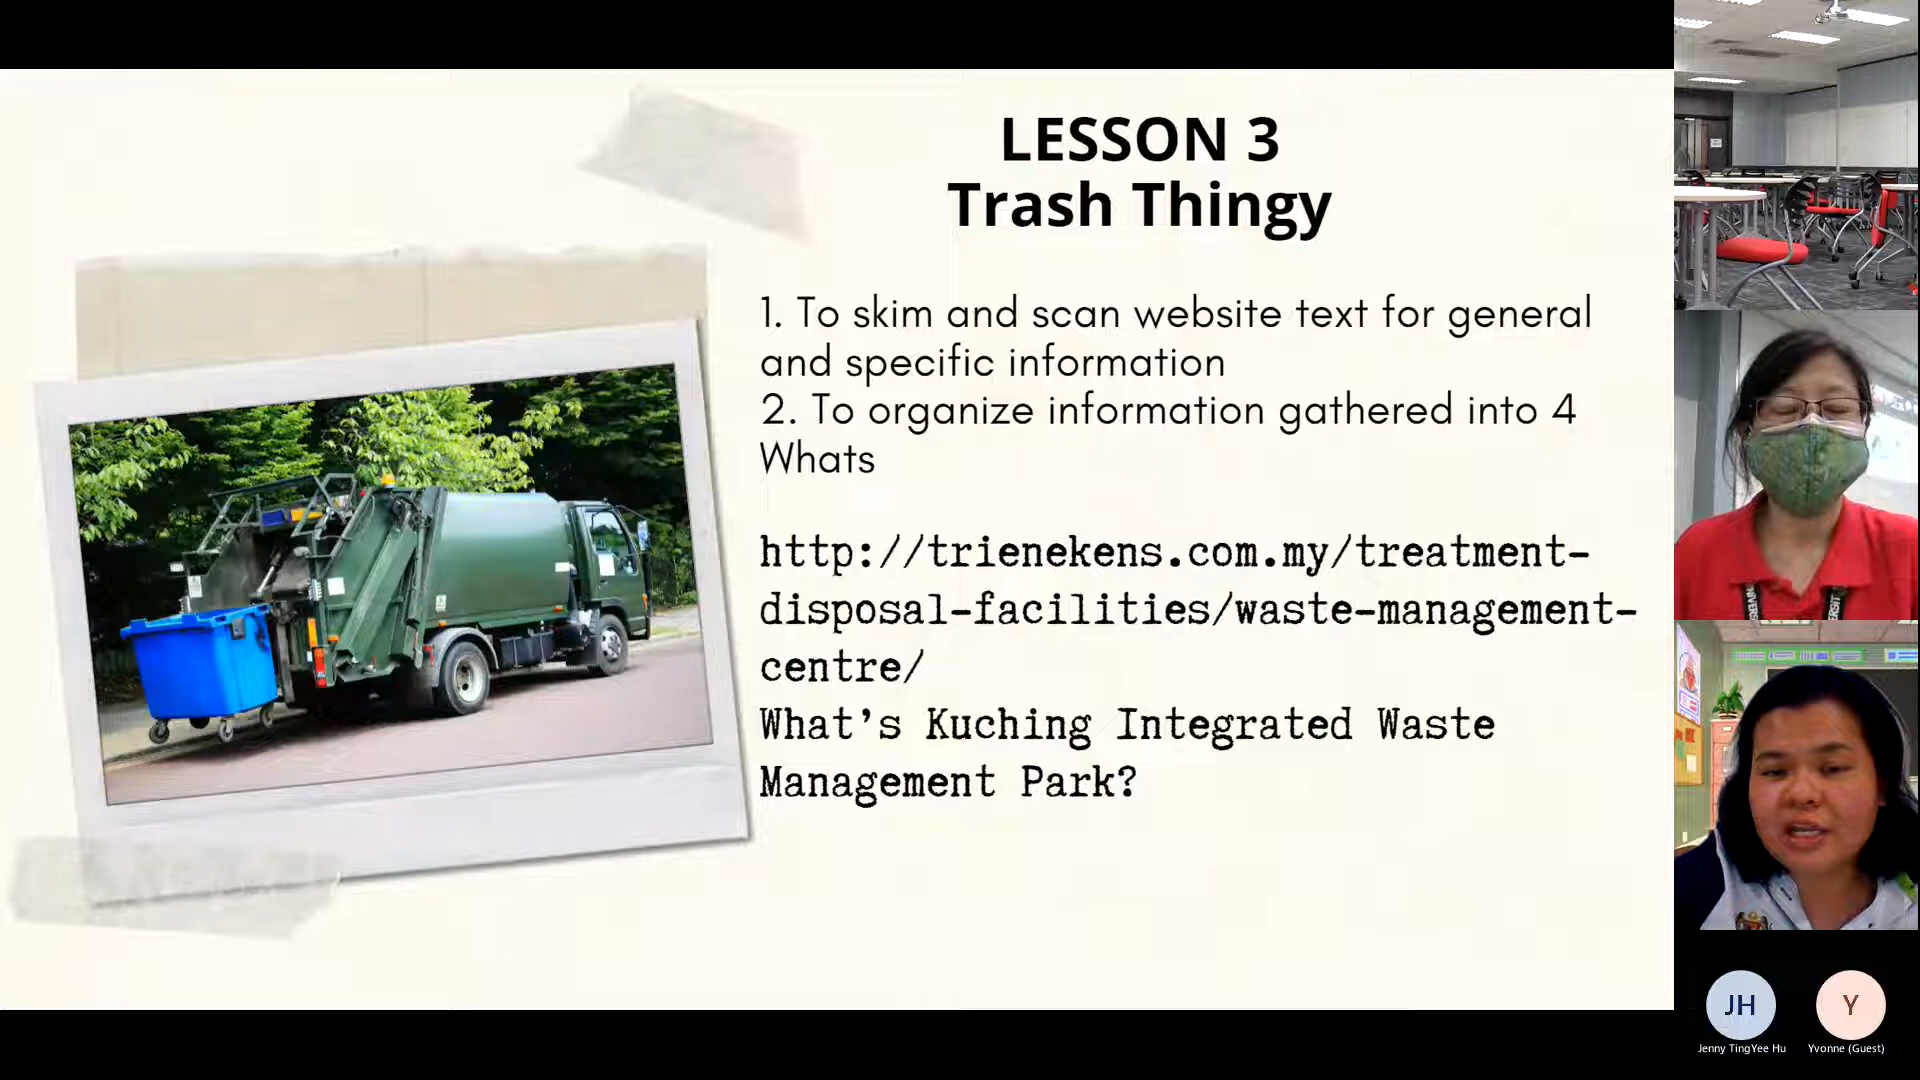 LESSON 3
Trash Thingy
1. To skim and scan website text for general
and specific information
2. To organize information gathered into 4
Whats
http://trienekens.com.my/treatment-
disposal-facilities/waste-management-
centre/
What's Kuching Integrated Waste
Management Park?
JH
Y
Jenny TingYee Hu
Yvonne (Guest)